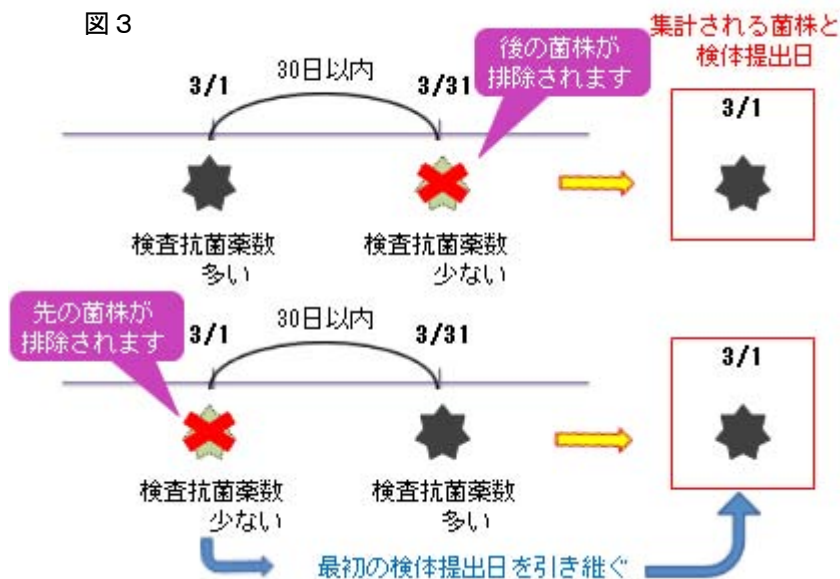 図３
集計される菌株と
検体提出日
後の菌株が
排除されます
30日以内
3/1
3/31
3/1
検査抗菌薬数
多い
検査抗菌薬数
少ない
先の菌株が
排除されます
30日以内
3/1
3/31
3/1
検査抗菌薬数
少ない
検査抗菌薬数
多い
最初の検体提出日を引き継ぐ